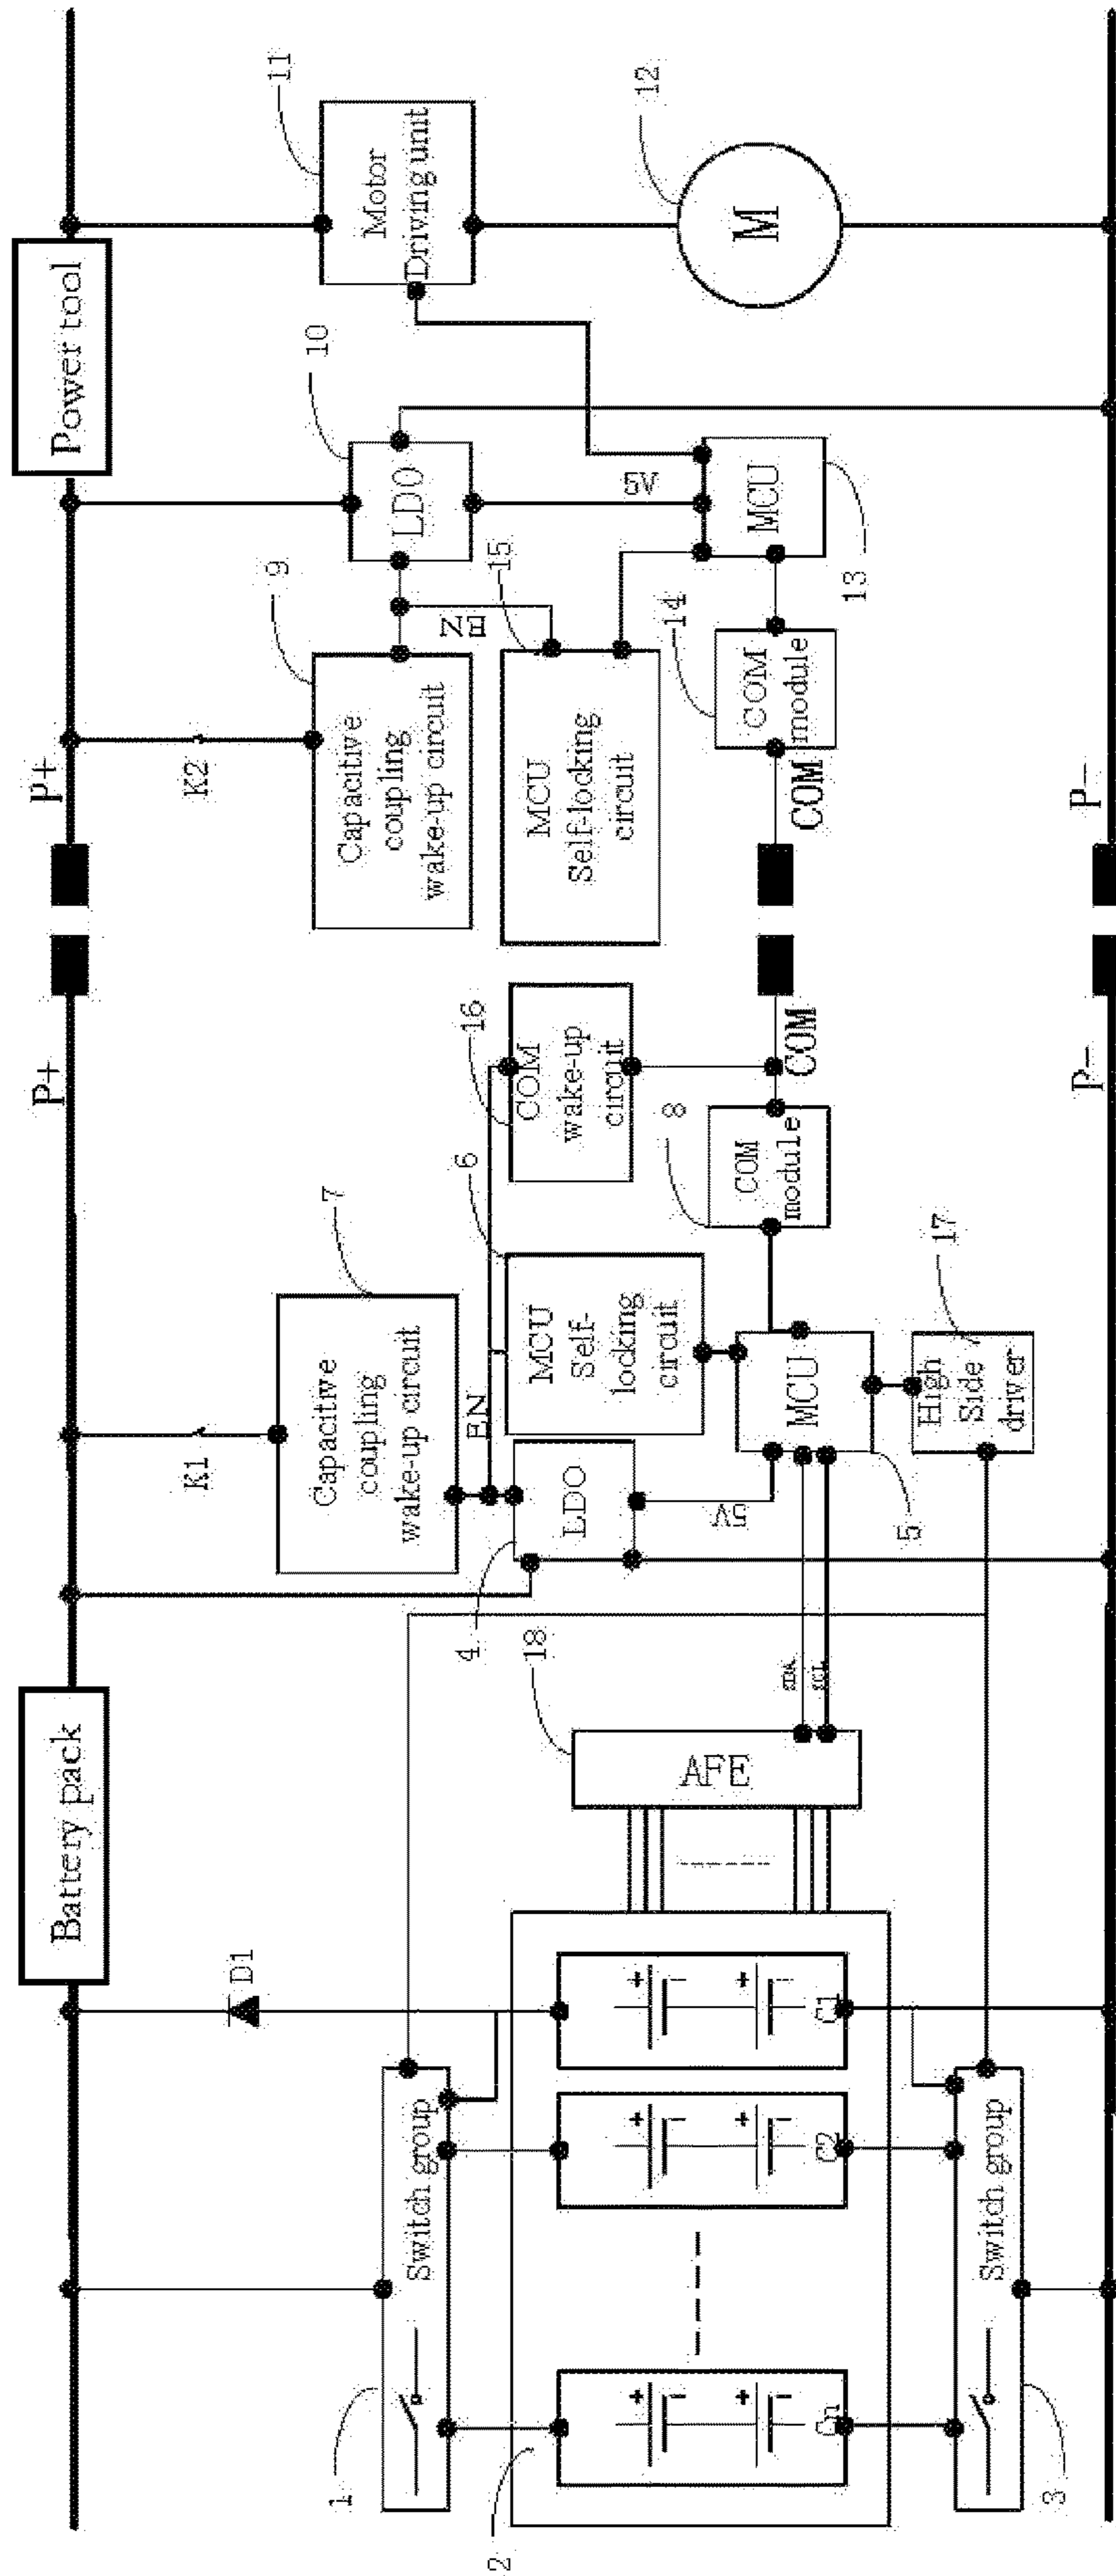 Battery pack
Power tool
P+
P+
D1
K1
K2
1
Switch group
7
Capacitive
coupling
wake-up circuit
9
Capacitive
coupling
wake-up circuit
10
LDO
11
Motor
Driving unit
EN
EN
2
+
+
Cn
+
+
C2
+
+
C1
18
AFE
4
LDO
6
MCU
Self-
locking
circuit
16
COM
wake-up
circuit
15
MCU
Self-locking
circuit
5V
5V
12
M
SDA
SCL
5
MCU
8
COM
module
COM
COM
14
COM
module
13
MCU
3
Switch group
17
High
Side
driver
P-
P-